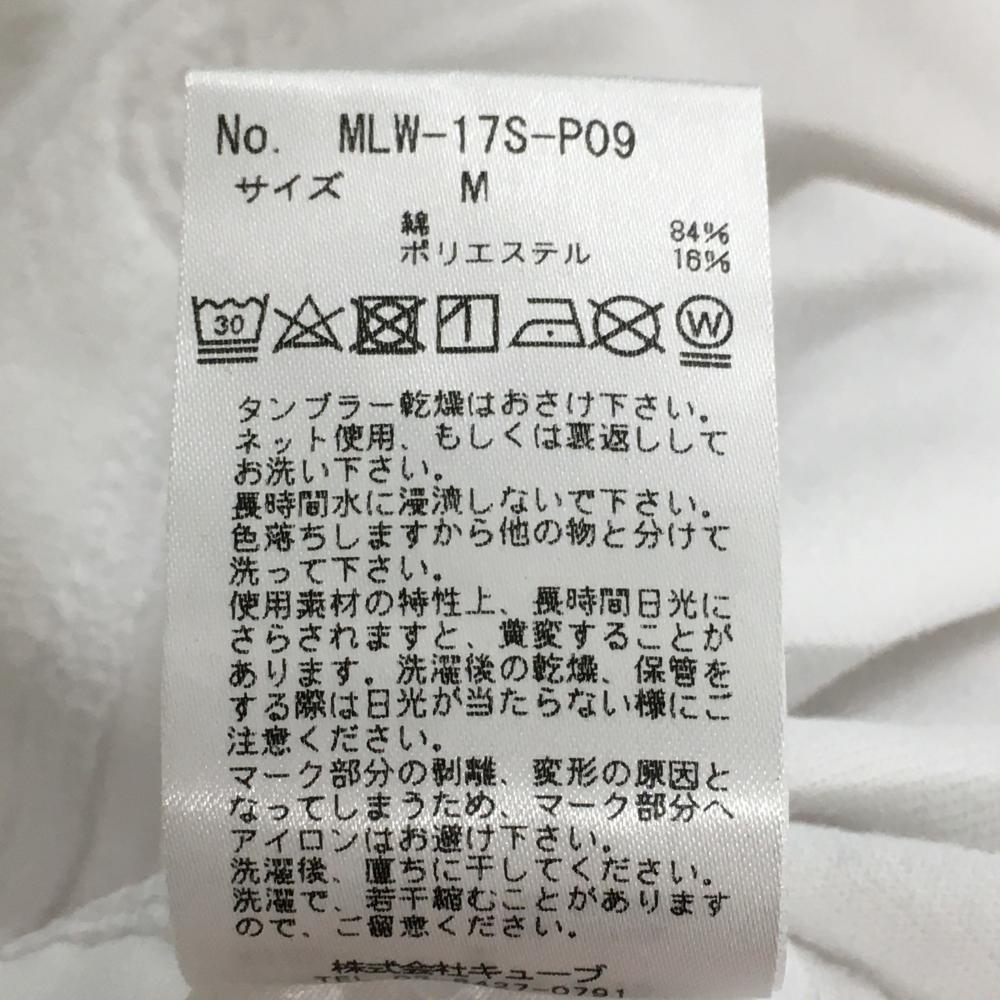 No. MLW-17S-P09
サイズ M
綿 84%
ポリエステル 16%
30
W
タンブラー乾燥はおさけ下さい。
ネット使用、もしくは裏返しして
お洗い下さい。
長時間水に浸漬しないで下さい。
色落ちしますから他の物と分けて
洗って下さい。
使用素材の特性上、長時間日光に
さらされますと、黄変することが
あります。洗濯後の乾燥、保管を
する際は日光が当たらない様にご
注意ください。
マーク部分の剥離、変形の原因と
なってしまうため、マーク部分へ
アイロンはお避け下さい。
洗濯後、直ちに干してください。
洗濯で、若干縮むことがあります
ので、ご留意ください。
株式会社キューブ
TEL 03-5427-0791